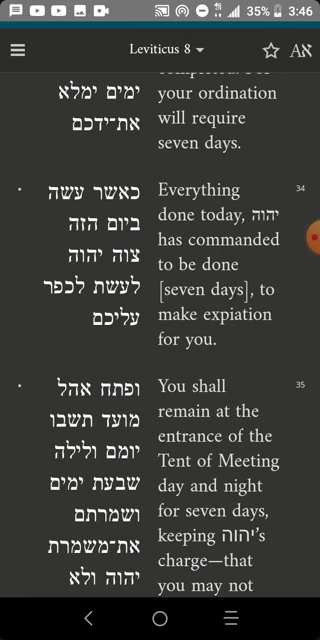 35% 3:46
Leviticus 8
אA
ימים ימלא
את־ידכם
your ordination
will require
seven days.
כאשר עשה
ביום הזה
צוה יהוה
לעשת לכפר
עליכם
Everything
done today, יהוה
has commanded
to be done
[seven days], to
make expiation
for you.
34
ופתח אהל
מועד תשבו
יומם ולילה
שבעת ימים
ושמרתם
את־משמרת
יהוה ולא
You shall
remain at the
entrance of the
Tent of Meeting
day and night
for seven days,
keeping יהוה’s
charge—that
you may not
35